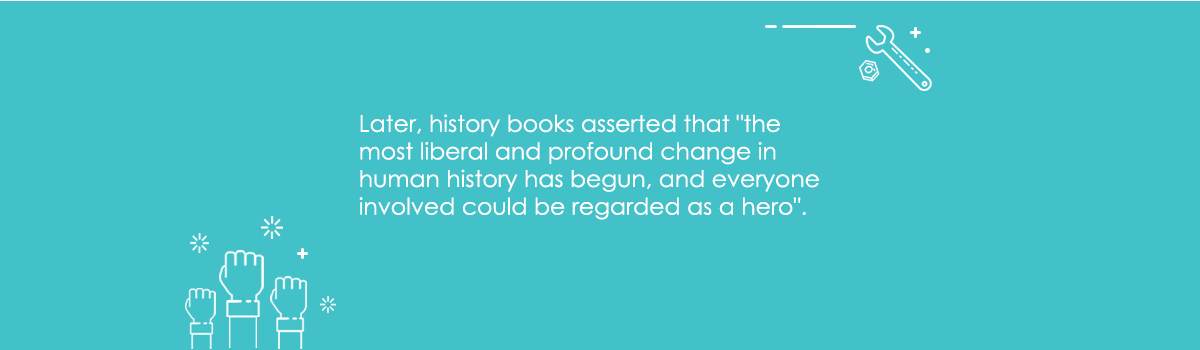 Later, history books asserted that "the
most liberal and profound change in
human history has begun, and everyone
involved could be regarded as a hero".